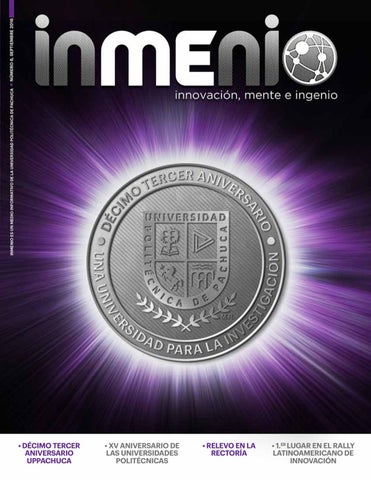 INMENIO ES UN MEDIO INFORMATIVO DE LA UNIVERSIDAD POLITÉCNICA DE PACHUCA • NÚMERO 6, SEPTIEMBRE 2016
inMEnio
innovación, mente e ingenio
DÉCIMO TERCER ANIVERSARIO
UNIVERSIDAD
POLITÉCNICA DE PACHUCA
UNA UNIVERSIDAD PARA LA INVESTIGACIÓN
• DÉCIMO TERCER
ANIVERSARIO
UPPACHUCA
• XV ANIVERSARIO DE
LAS UNIVERSIDADES
POLITÉCNICAS
• RELEVO EN LA
RECTORÍA
• 1.ER LUGAR EN EL RALLY
LATINOAMERICANO DE
INNOVACIÓN